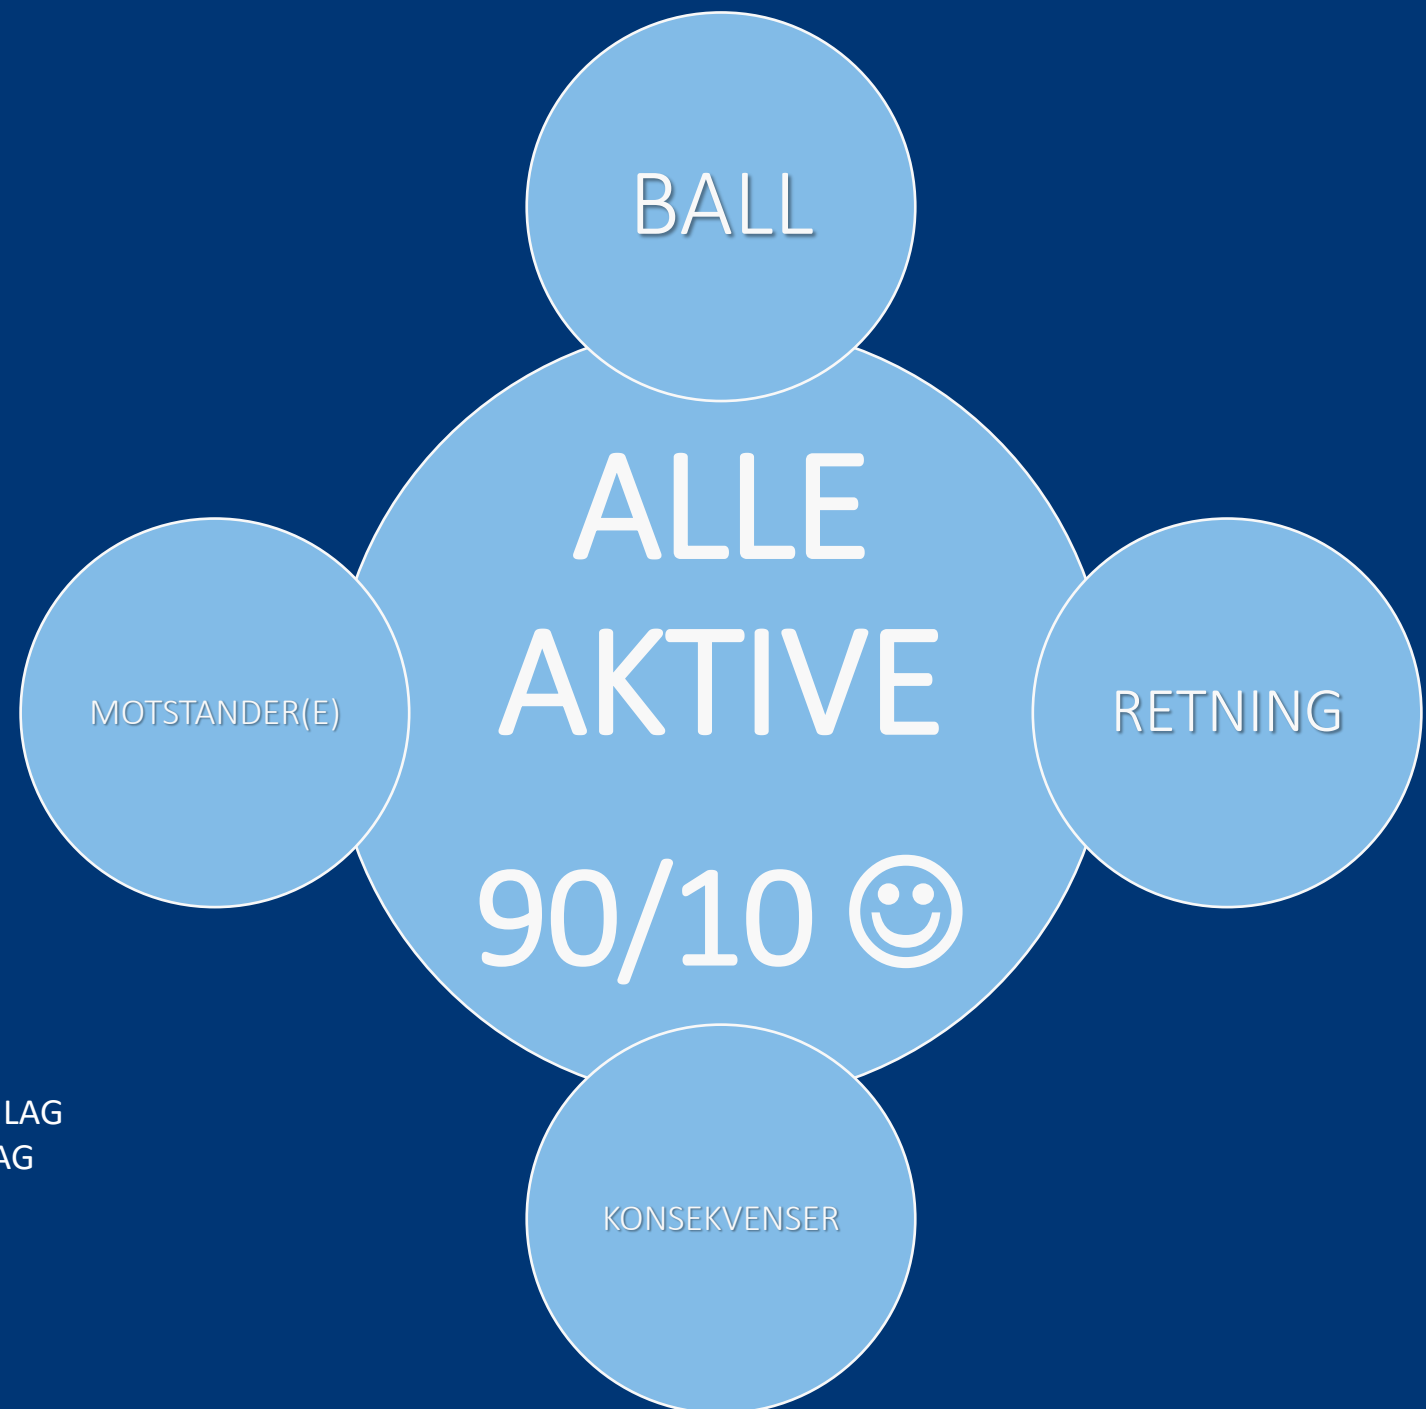 BALL
ALLE
AKTIVE
MOTSTANDER(E)
RETNING
90/10 ☺
LAG
AG
KONSEKVENSER